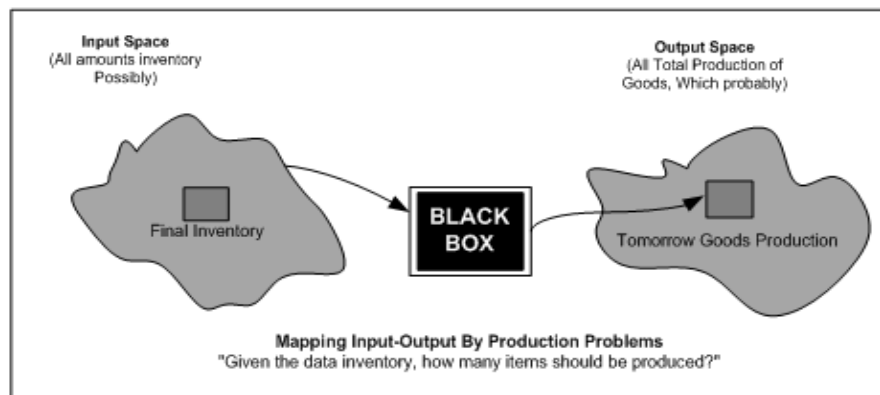 Input Space
(All amounts inventory
Possibly)
Output Space
(All Total Production of
Goods, Which probably)
Final Inventory
BLACK
BOX
Tomorrow Goods Production
Mapping Input-Output By Production Problems
"Given the data inventory, how many items should be produced?"